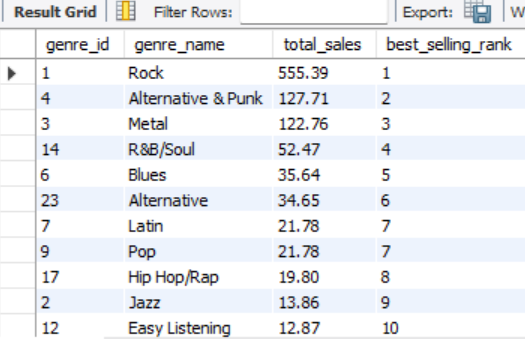 Result Grid Filter Rows: Export: W
genre_id genre_name total_sales best_selling_rank
1 Rock 555.39 1
4 Alternative & Punk 127.71 2
3 Metal 122.76 3
14 R&B/Soul 52.47 4
6 Blues 35.64 5
23 Alternative 34.65 6
7 Latin 21.78 7
9 Pop 21.78 7
17 Hip Hop/Rap 19.80 8
2 Jazz 13.86 9
12 Easy Listening 12.87 10